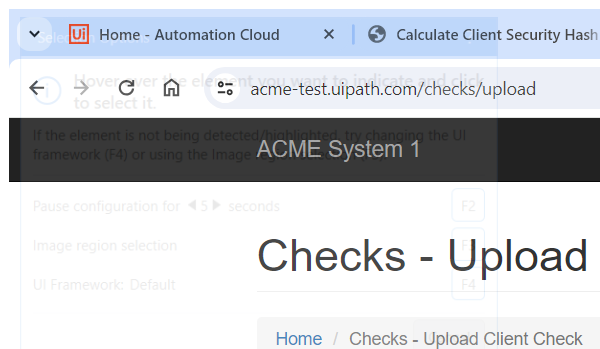 Selection Options
Ui Home - Automation Cloud Calculate Client Security Hash
Hover over the element you want to indicate and click
to select it.
acme-test.uipath.com/checks/upload
If the element is not being detected/highlighted, try changing the UI
framework (F4) or using the Image region
ACME System 1
Pause configuration for 5 seconds F2
Image region selection
UI Framework: Default F4
Checks - Upload
Home / Checks - Upload Client Check